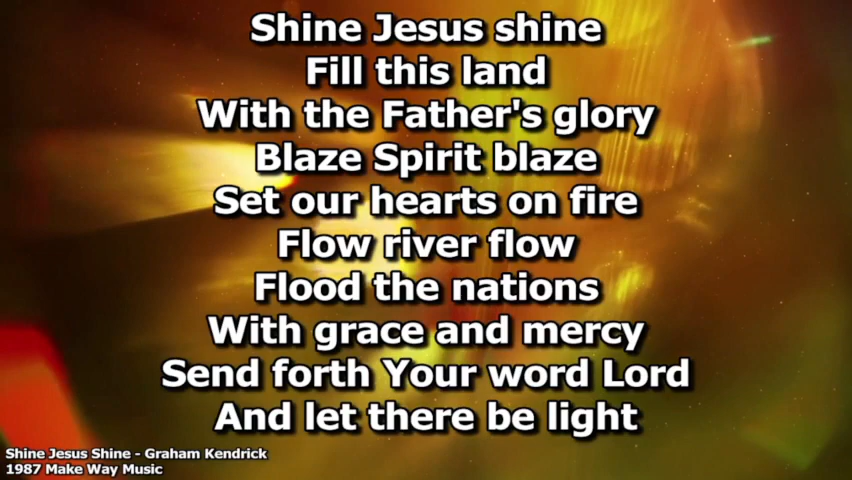 Shine Jesus shine
Fill this land
With the Father's glory
Blaze Spirit blaze
Set our hearts on fire
Flow river flow
Flood the nations
With grace and mercy
Send forth Your word Lord
And let there be light
Shine Jesus Shine - Graham Kendrick
1987 Make Way Music